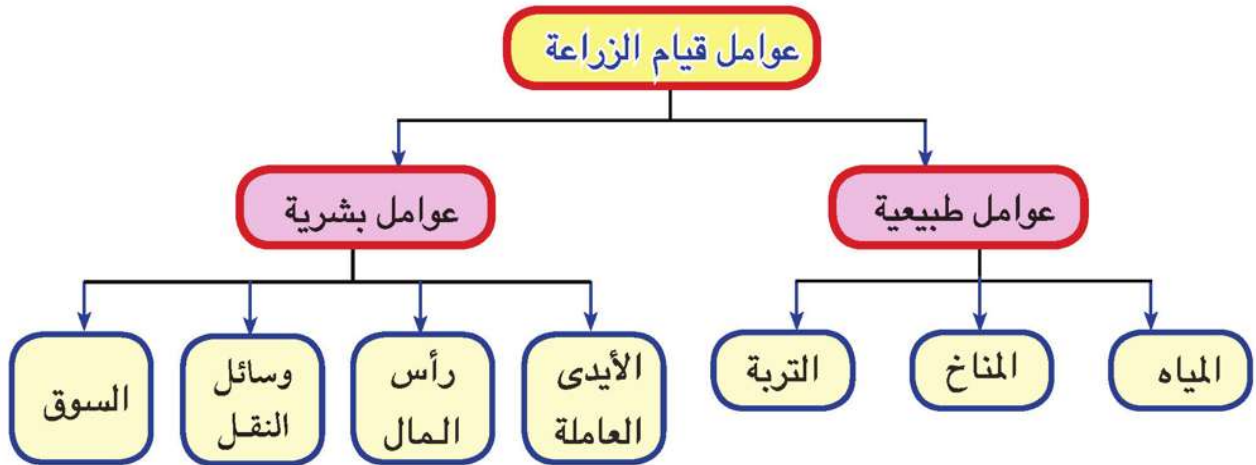 عوامل قيام الزراعة
عوامل طبيعية
عوامل بشرية
المياه
المناخ
التربة
الأيدى
العاملة
رأس
المال
وسائل
النقل
السوق